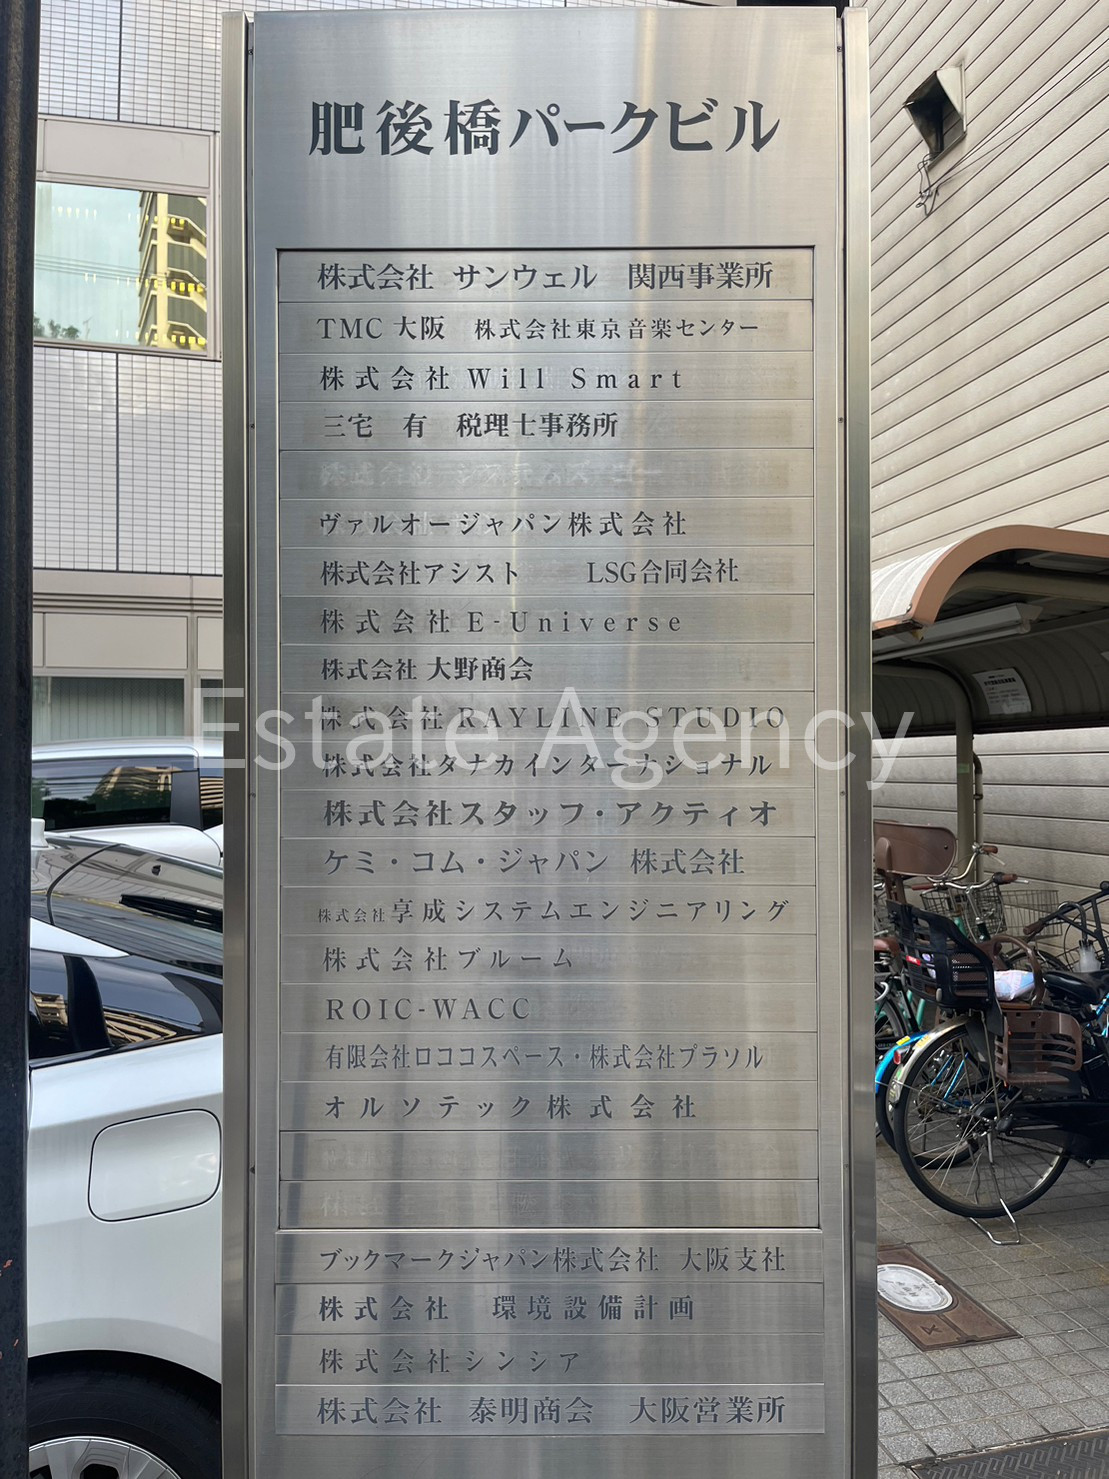 肥後橋パークビル
株式会社 サンウェル 関西事業所
TMC 大阪 株式会社東京音楽センター
株式会社 Will Smart
三宅 有 税理士事務所
ヴァルオージャパン株式会社
株式会社アシスト LSG合同会社
株式会社 E-Universe
株式会社 大野商会
株式会社 RAYLINE STUDIO
Estate Agency
株式会社タナカインターナショナル
株式会社スタッフ・アクティオ
ケミ・コム・ジャパン 株式会社
株式会社享成システムエンジニアリング
株式会社ブルーム
ROIC-WACC
有限会社ロココスペース・株式会社プラソル
オルソテック株式会社
ブックマークジャパン株式会社 大阪支社
株式会社 環境設備計画
株式会社シンシア
株式会社 泰明商会 大阪営業所